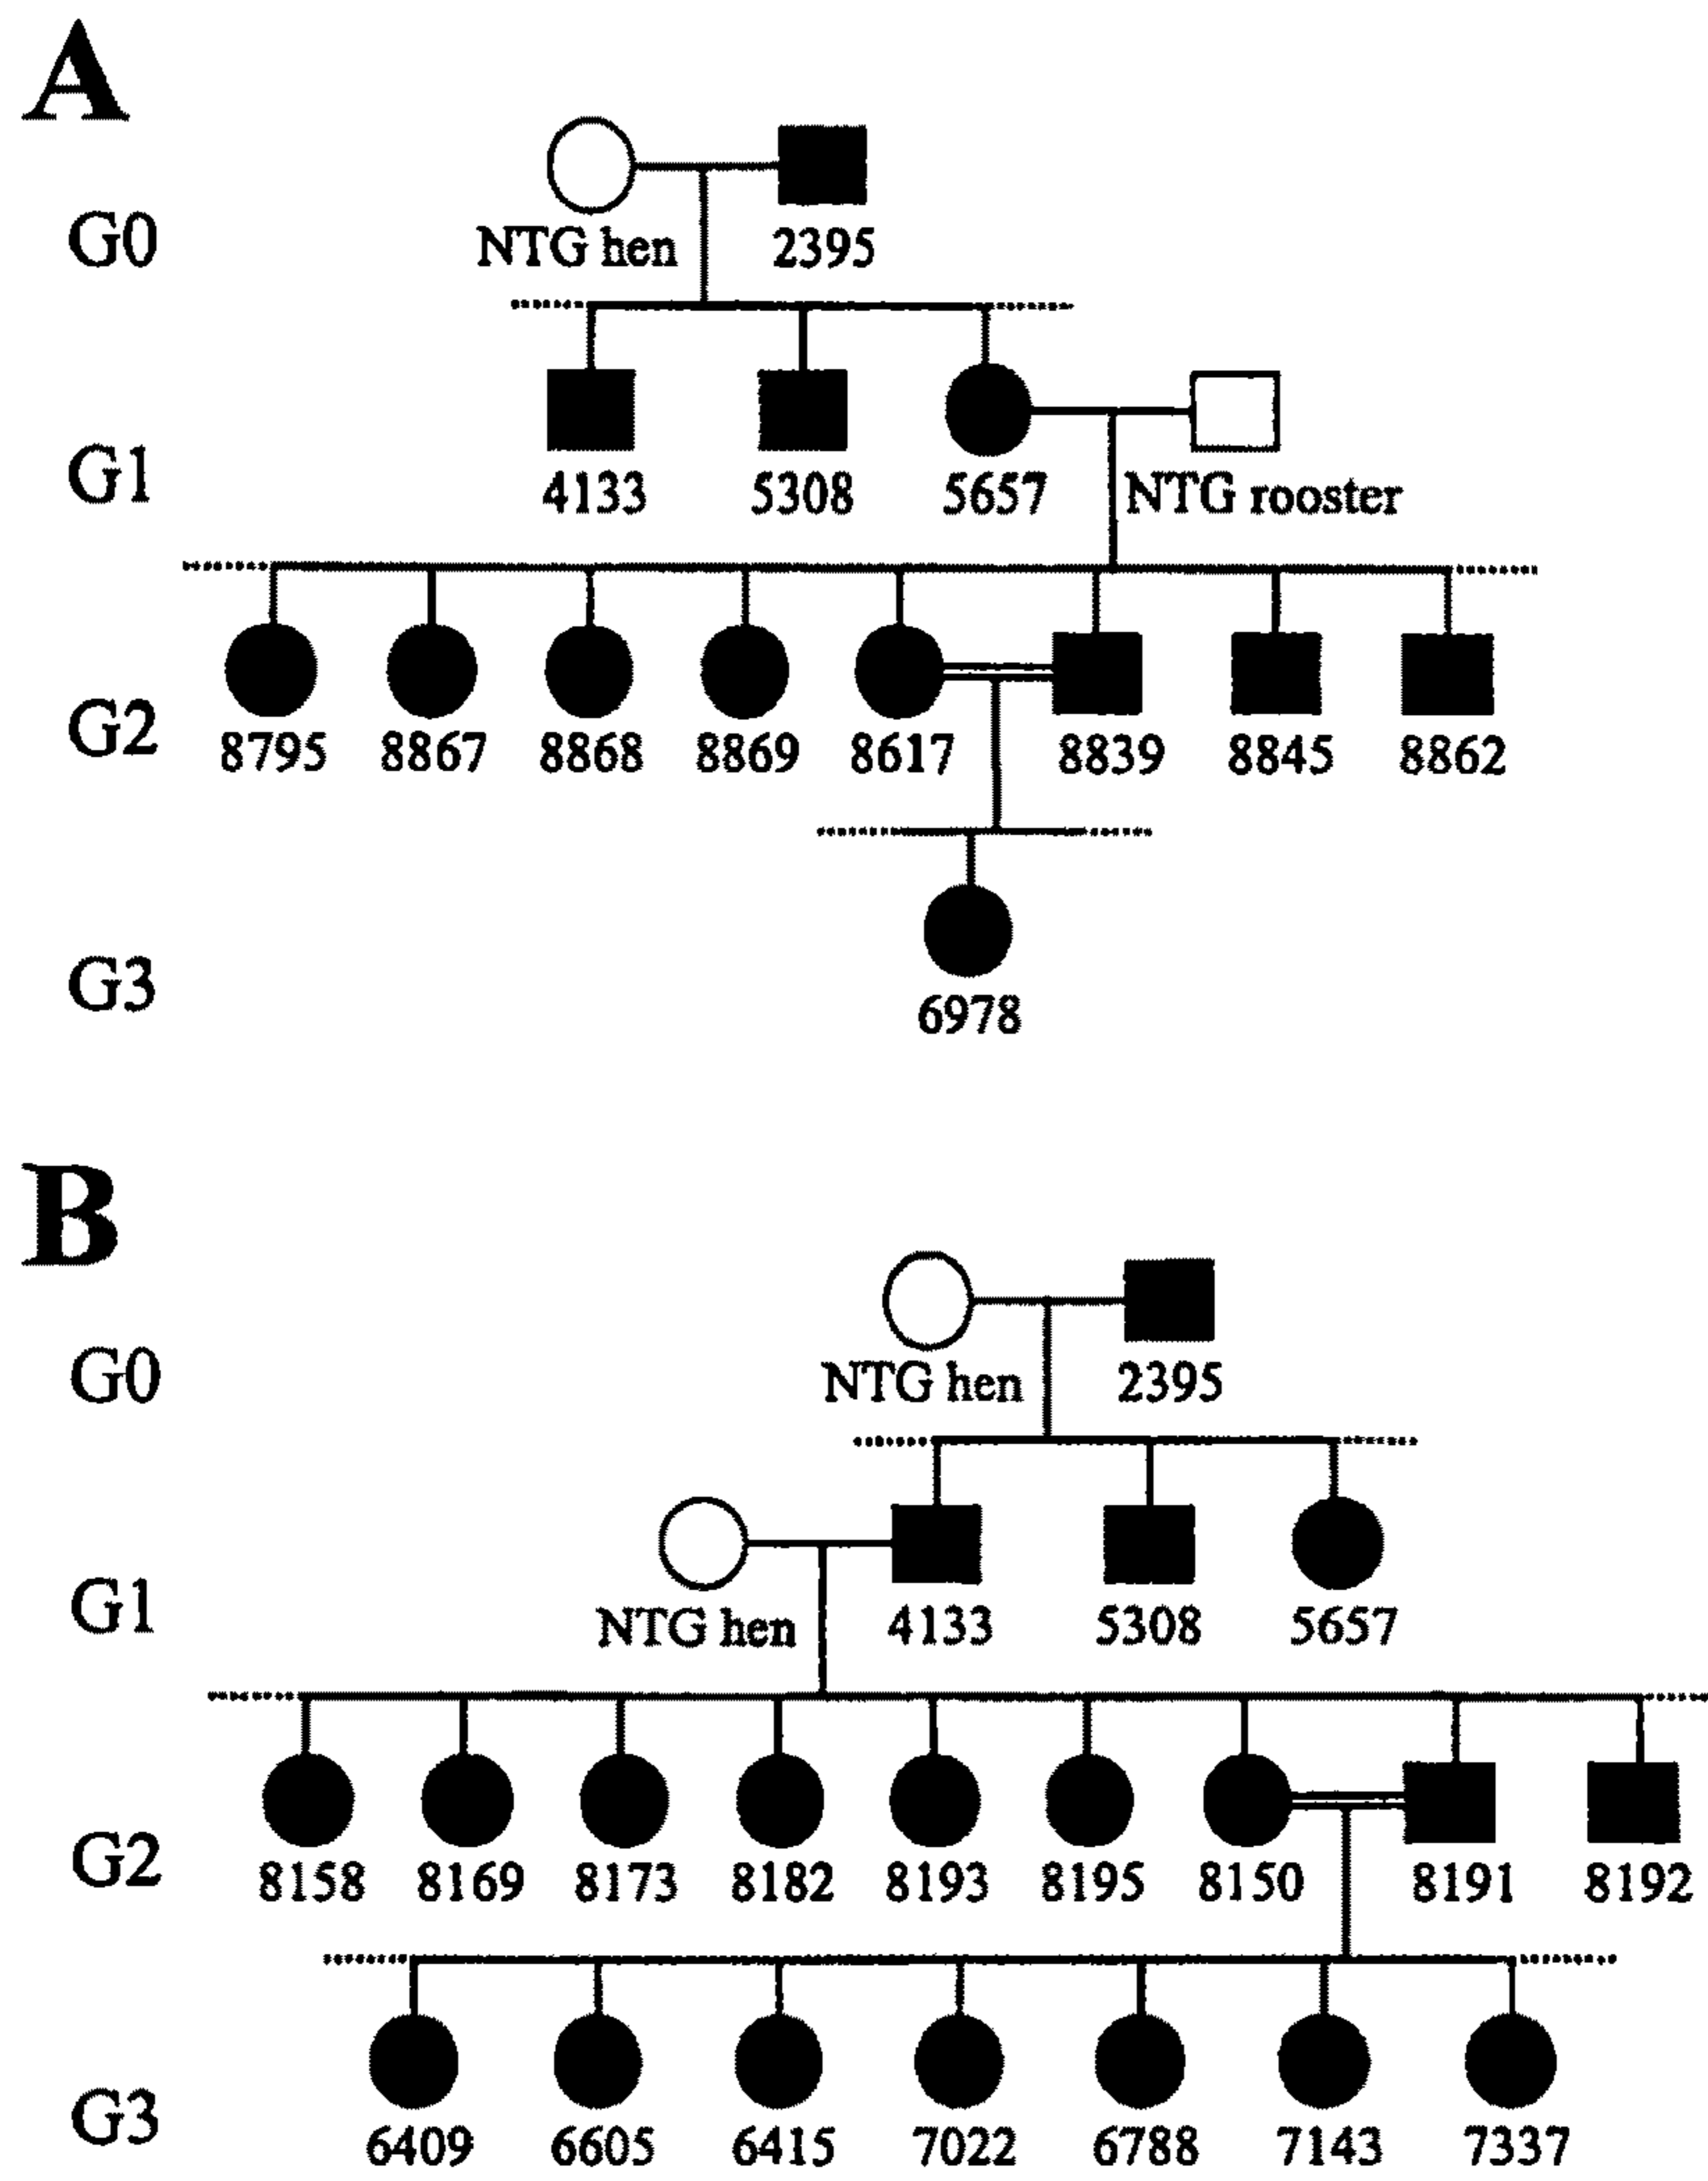 A
G0
NTG hen 2395
G1
4133 5308 5657 NTG rooster
G2
8795 8867 8868 8869 8617 8839 8845 8862
G3
6978
B
G0
NTG hen 2395
G1
NTG hen 4133 5308 5657
G2
8158 8169 8173 8182 8193 8195 8150 8191 8192
G3
6409 6605 6415 7022 6788 7143 7337